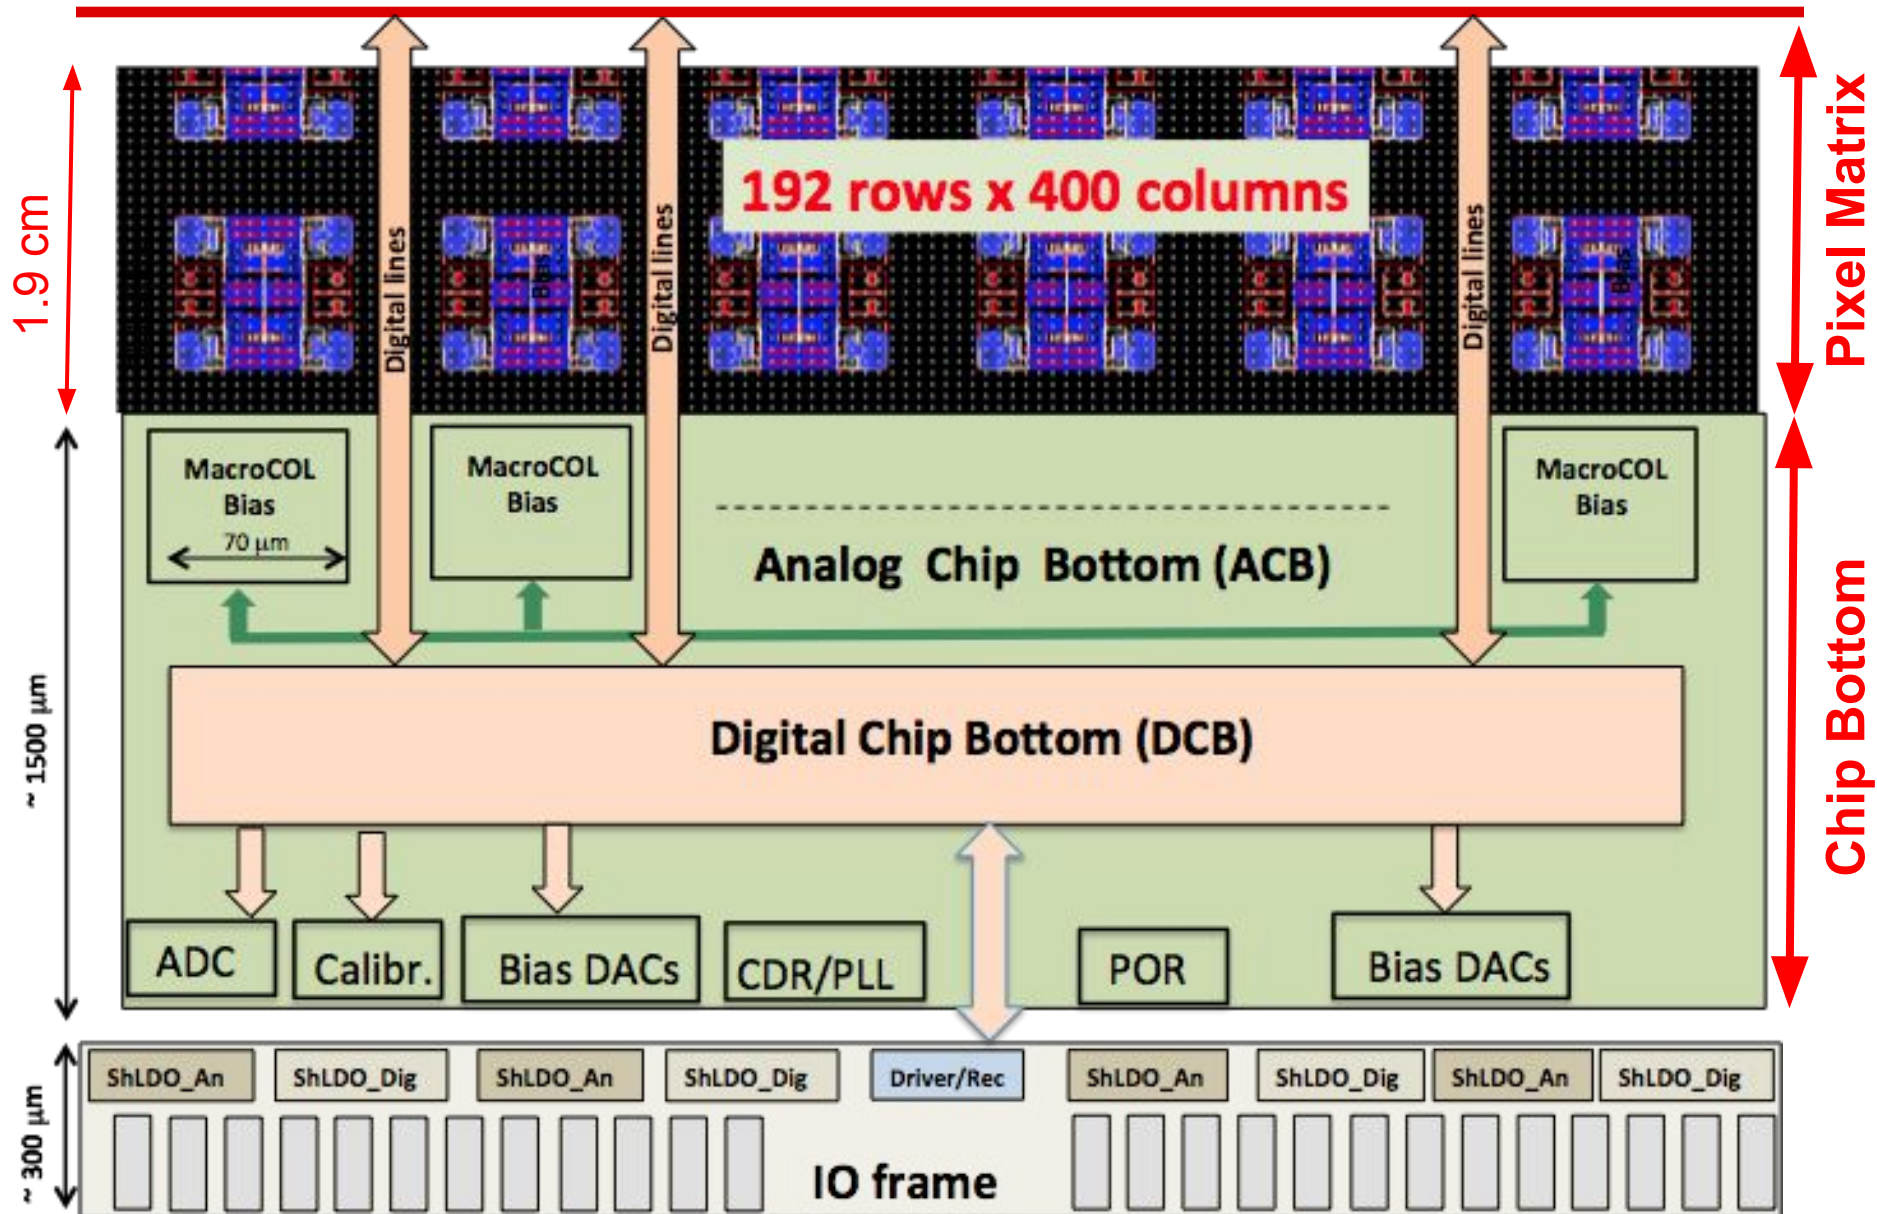 192 rows x 400 columns
1.9 cm
Digital lines
Digital lines
Digital lines
Bias
Bias
Pixel Matrix
MacroCOL
Bias
70 µm
MacroCOL
Bias
MacroCOL
Bias
Analog Chip Bottom (ACB)
~ 1500 µm
Digital Chip Bottom (DCB)
Chip Bottom
ADC
Calibr.
Bias DACs
CDR/PLL
POR
Bias DACs
~ 300 µm
ShLDO_An
ShLDO_Dig
ShLDO_An
ShLDO_Dig
Driver/Rec
ShLDO_An
ShLDO_Dig
ShLDO_An
ShLDO_Dig
IO frame